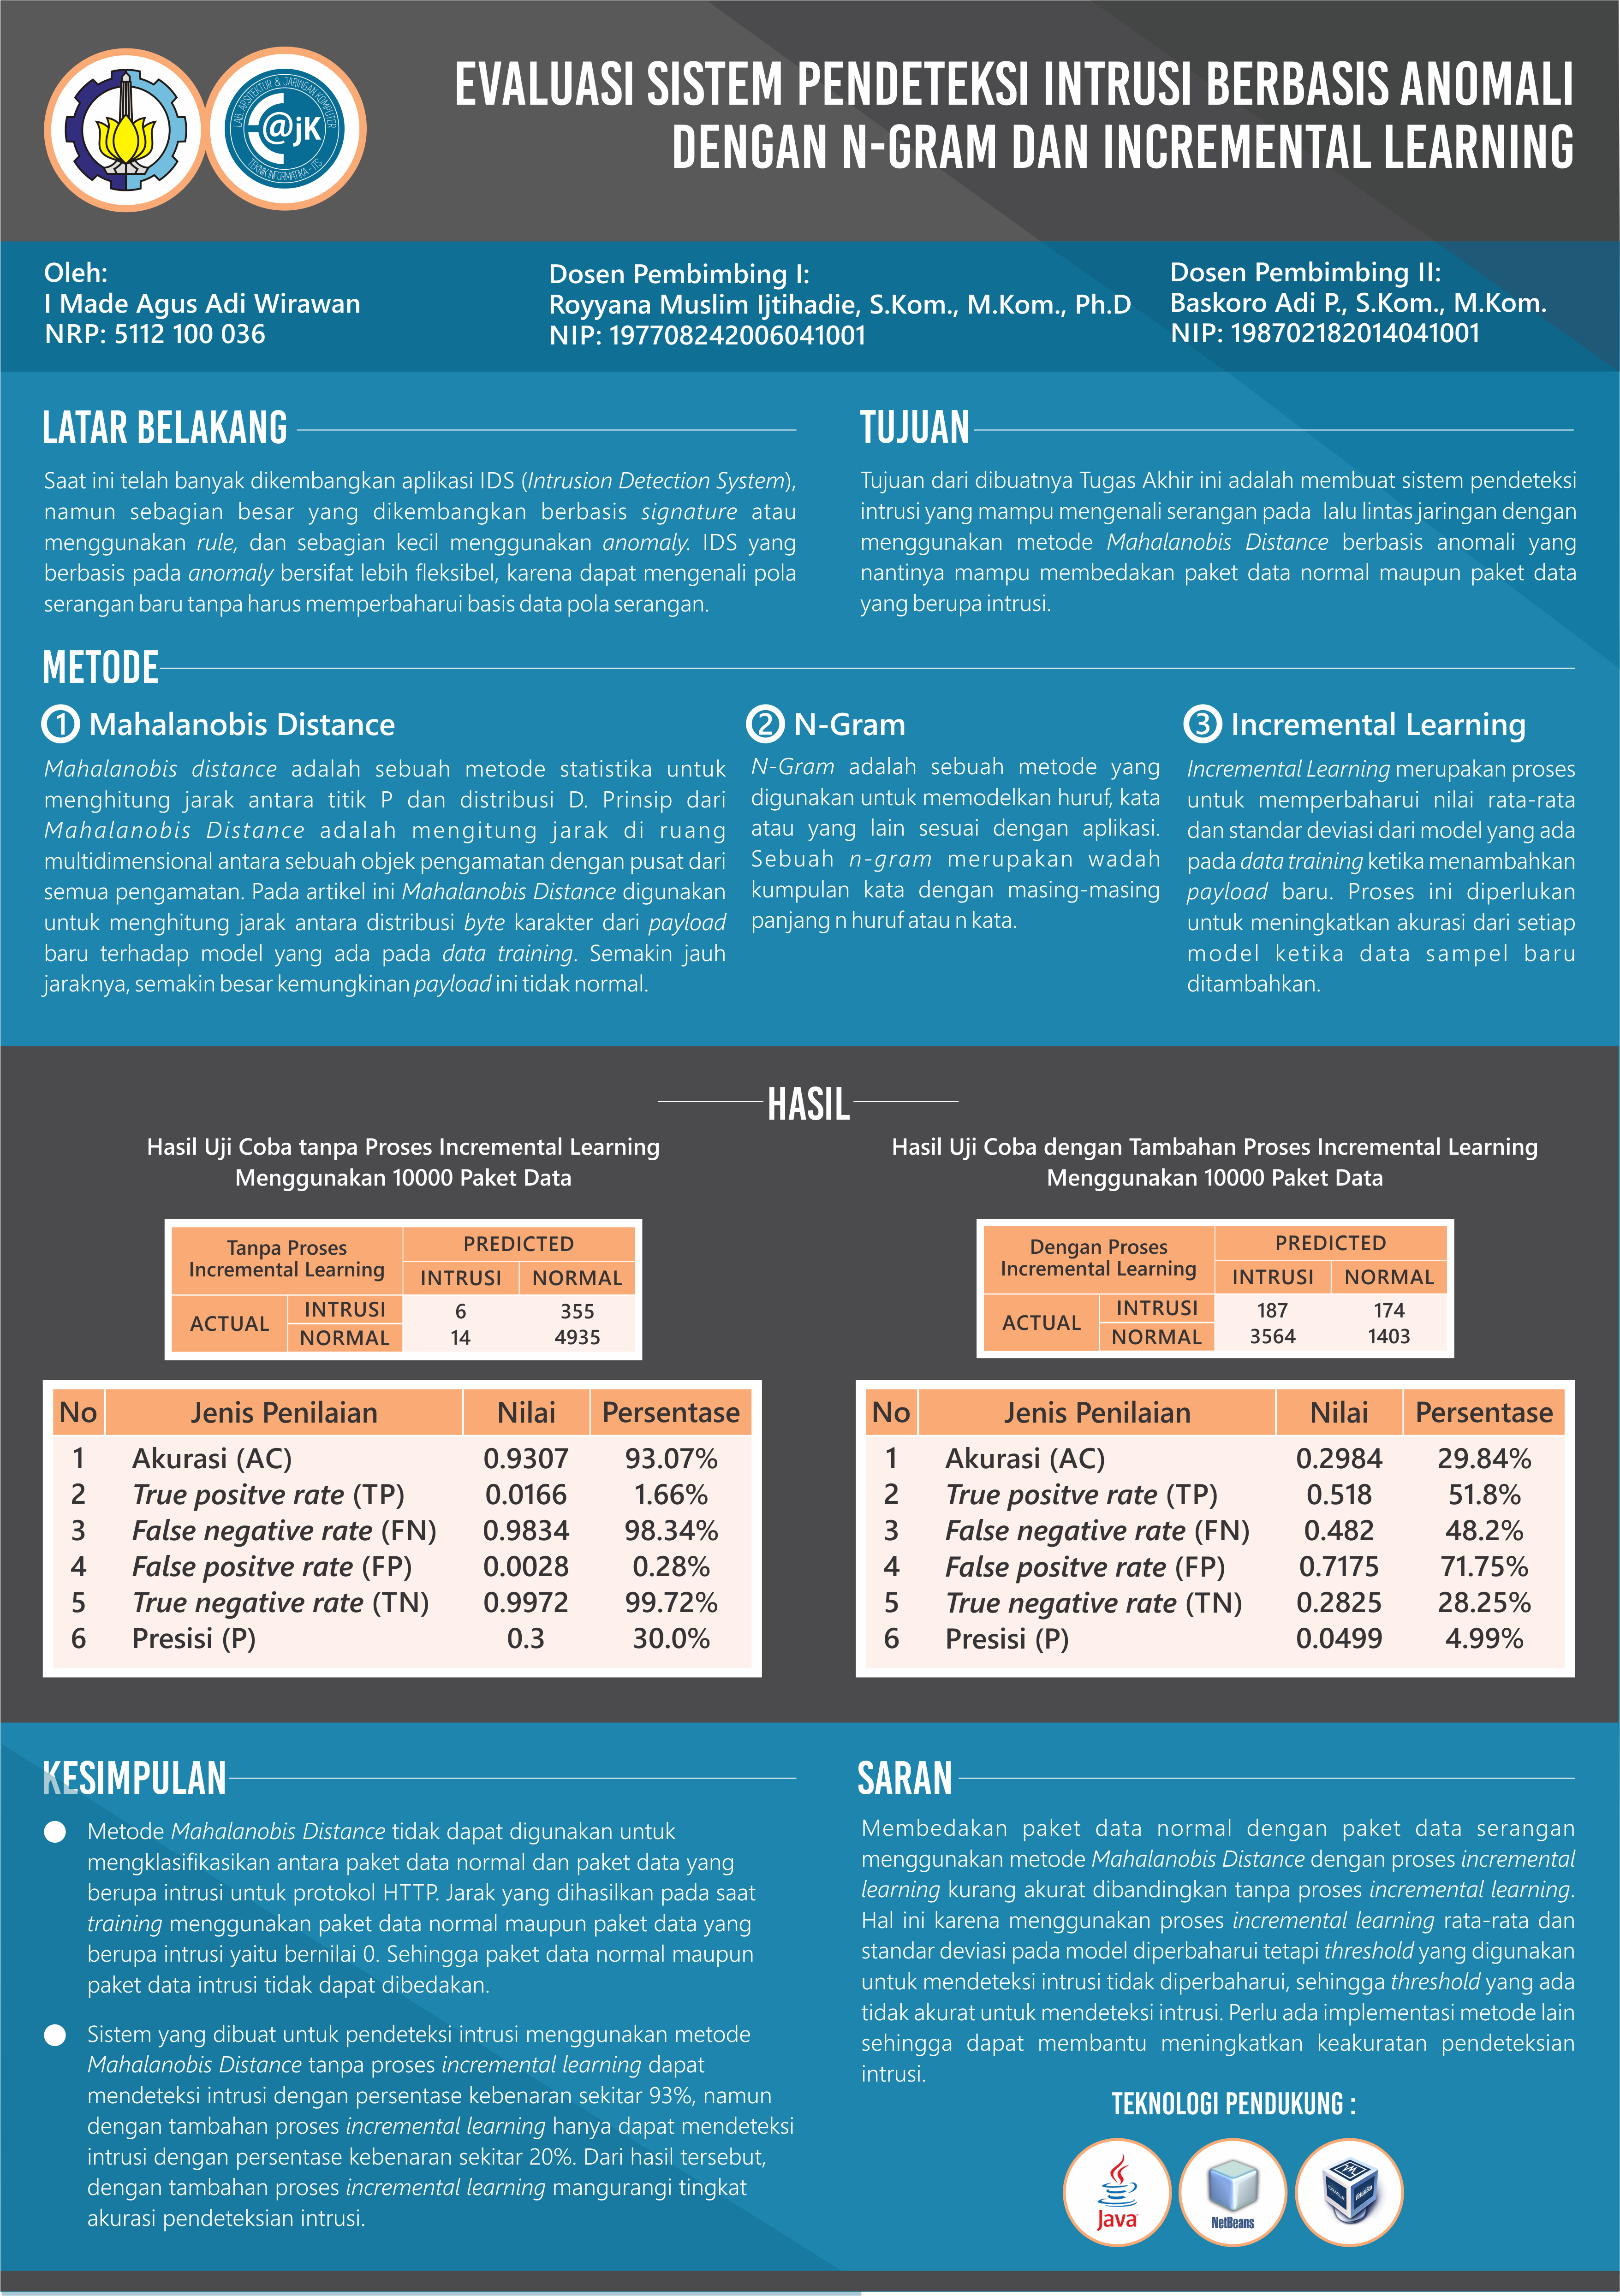 LAB. ARSITEKTUR & JARINGAN KOMPUTER
@jK
TEKNIK INFORMATIKA - ITS
EVALUASI SISTEM PENDETEKSI INTRUSI BERBASIS ANOMALI
DENGAN N-GRAM DAN INCREMENTAL LEARNING
Oleh:
I Made Agus Adi Wirawan
NRP: 5112 100 036
Dosen Pembimbing I:
Royyana Muslim Ijtihadie, S.Kom., M.Kom., Ph.D
NIP: 197708242006041001
Dosen Pembimbing II:
Baskoro Adi P., S.Kom., M.Kom.
NIP: 198702182014041001
LATAR BELAKANG
Saat ini telah banyak dikembangkan aplikasi IDS (Intrusion Detection System),
namun sebagian besar yang dikembangkan berbasis signature atau
menggunakan rule, dan sebagian kecil menggunakan anomaly. IDS yang
berbasis pada anomaly bersifat lebih fleksibel, karena dapat mengenali pola
serangan baru tanpa harus memperbaharui basis data pola serangan.
TUJUAN
Tujuan dari dibuatnya Tugas Akhir ini adalah membuat sistem pendeteksi
intrusi yang mampu mengenali serangan pada lalu lintas jaringan dengan
menggunakan metode Mahalanobis Distance berbasis anomali yang
nantinya mampu membedakan paket data normal maupun paket data
yang berupa intrusi.
METODE
1 Mahalanobis Distance
Mahalanobis distance adalah sebuah metode statistika untuk
menghitung jarak antara titik P dan distribusi D. Prinsip dari
Mahalanobis Distance adalah mengitung jarak di ruang
multidimensional antara sebuah objek pengamatan dengan pusat dari
semua pengamatan. Pada artikel ini Mahalanobis Distance digunakan
untuk menghitung jarak antara distribusi byte karakter dari payload
baru terhadap model yang ada pada data training. Semakin jauh
jaraknya, semakin besar kemungkinan payload ini tidak normal.
2 N-Gram
N-Gram adalah sebuah metode yang
digunakan untuk memodelkan huruf, kata
atau yang lain sesuai dengan aplikasi.
Sebuah n-gram merupakan wadah
kumpulan kata dengan masing-masing
panjang n huruf atau n kata.
3 Incremental Learning
Incremental Learning merupakan proses
untuk memperbaharui nilai rata-rata
dan standar deviasi dari model yang ada
pada data training ketika menambahkan
payload baru. Proses ini diperlukan
untuk meningkatkan akurasi dari setiap
model ketika data sampel baru
ditambahkan.
HASIL
Hasil Uji Coba tanpa Proses Incremental Learning
Menggunakan 10000 Paket Data
Tanpa Proses
Incremental Learning
PREDICTED
INTRUSI NORMAL
ACTUAL
INTRUSI 6 355
NORMAL 14 4935
No Jenis Penilaian Nilai Persentase
1 Akurasi (AC) 0.9307 93.07%
2 True positve rate (TP) 0.0166 1.66%
3 False negative rate (FN) 0.9834 98.34%
4 False positve rate (FP) 0.0028 0.28%
5 True negative rate (TN) 0.9972 99.72%
6 Presisi (P) 0.3 30.0%
Hasil Uji Coba dengan Tambahan Proses Incremental Learning
Menggunakan 10000 Paket Data
Dengan Proses
Incremental Learning
PREDICTED
INTRUSI NORMAL
ACTUAL
INTRUSI 187 174
NORMAL 3564 1403
No Jenis Penilaian Nilai Persentase
1 Akurasi (AC) 0.2984 29.84%
2 True positve rate (TP) 0.518 51.8%
3 False negative rate (FN) 0.482 48.2%
4 False positve rate (FP) 0.7175 71.75%
5 True negative rate (TN) 0.2825 28.25%
6 Presisi (P) 0.0499 4.99%
KESIMPULAN
Metode Mahalanobis Distance tidak dapat digunakan untuk
mengklasifikasikan antara paket data normal dan paket data yang
berupa intrusi untuk protokol HTTP. Jarak yang dihasilkan pada saat
training menggunakan paket data normal maupun paket data yang
berupa intrusi yaitu bernilai 0. Sehingga paket data normal maupun
paket data intrusi tidak dapat dibedakan.
Sistem yang dibuat untuk pendeteksi intrusi menggunakan metode
Mahalanobis Distance tanpa proses incremental learning dapat
mendeteksi intrusi dengan persentase kebenaran sekitar 93%, namun
dengan tambahan proses incremental learning hanya dapat mendeteksi
intrusi dengan persentase kebenaran sekitar 20%. Dari hasil tersebut,
dengan tambahan proses incremental learning mangurangi tingkat
akurasi pendeteksian intrusi.
SARAN
Membedakan paket data normal dengan paket data serangan
menggunakan metode Mahalanobis Distance dengan proses incremental
learning kurang akurat dibandingkan tanpa proses incremental learning.
Hal ini karena menggunakan proses incremental learning rata-rata dan
standar deviasi pada model diperbaharui tetapi threshold yang digunakan
untuk mendeteksi intrusi tidak diperbaharui, sehingga threshold yang ada
tidak akurat untuk mendeteksi intrusi. Perlu ada implementasi metode lain
sehingga dapat membantu meningkatkan keakuratan pendeteksian
intrusi.
TEKNOLOGI PENDUKUNG :
Java
NetBeans
ORACLE
VirtualBox